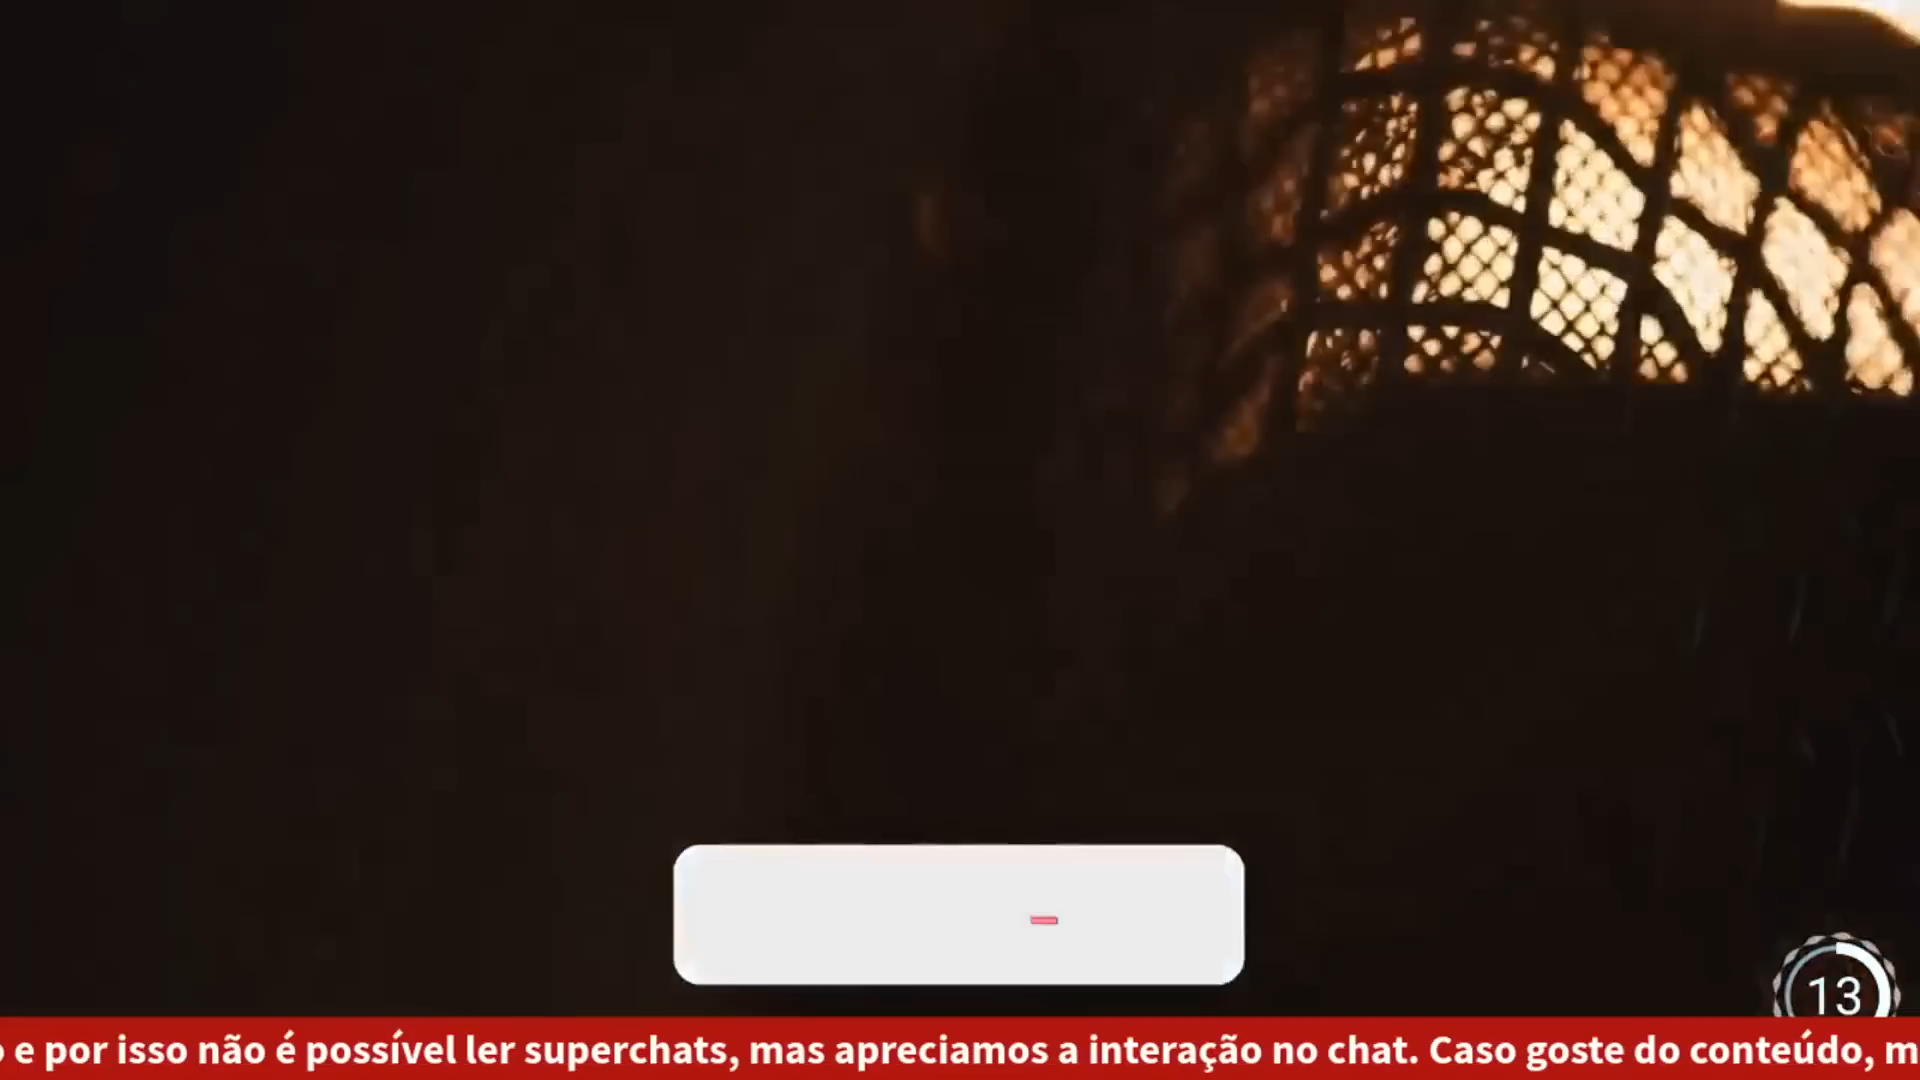 13
e por isso não é possível ler superchats, mas apreciamos a interação no chat. Caso goste do conteúdo,